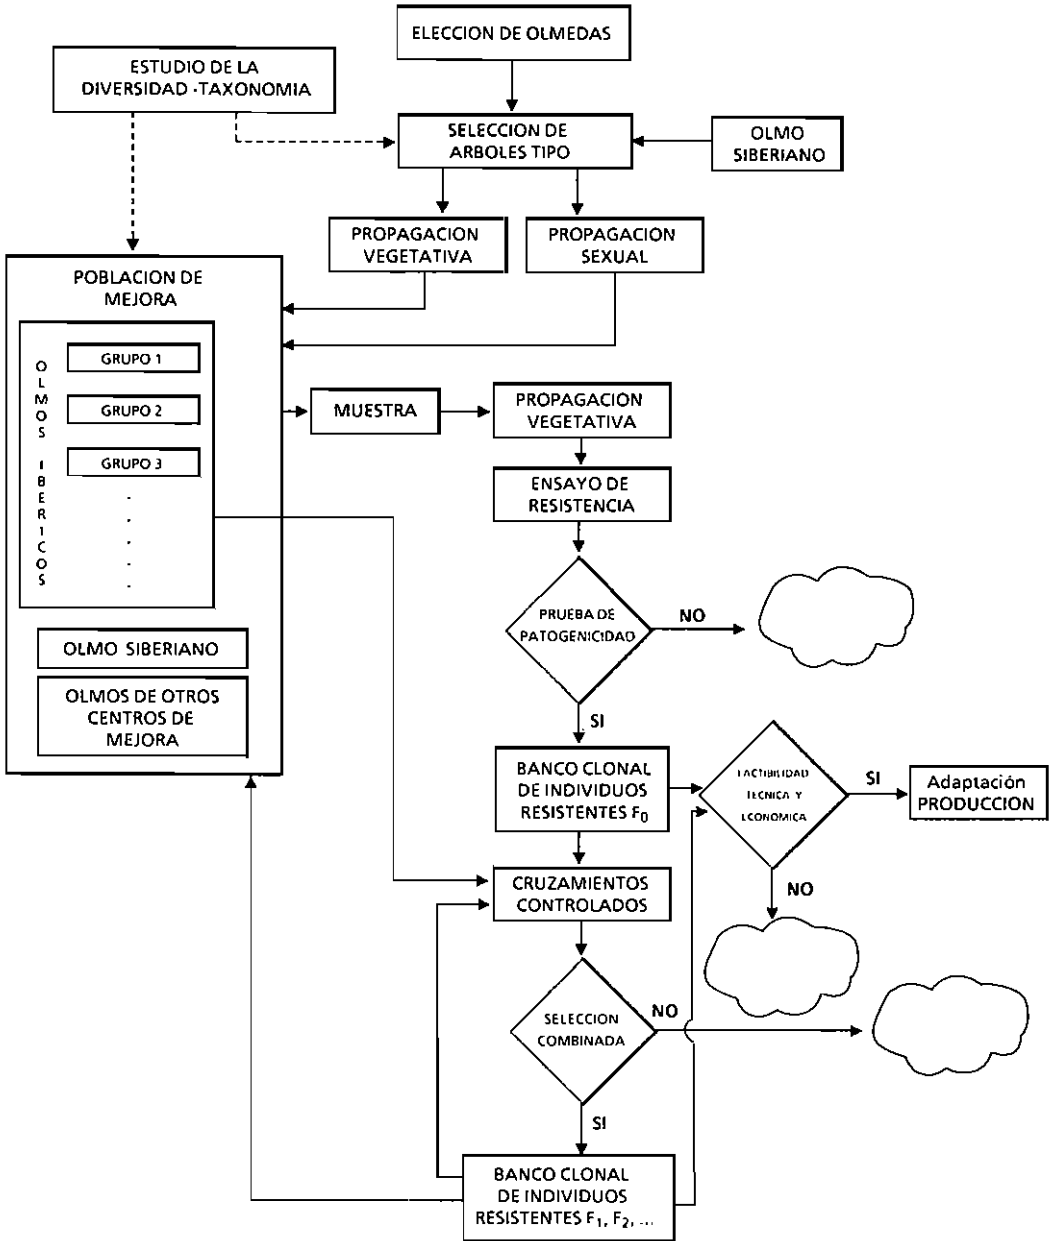 ELECCION DE OLMEDAS
ESTUDIO DE LA
DIVERSIDAD -TAXONOMIA
SELECCION DE
ARBOLES TIPO
OLMO
SIBERIANO
PROPAGACION
VEGETATIVA
PROPAGACION
SEXUAL
POBLACION DE
MEJORA
OLMOS IBERICOS
GRUPO 1
GRUPO 2
GRUPO 3
OLMO SIBERIANO
OLMOS DE OTROS
CENTROS DE
MEJORA
MUESTRA
PROPAGACION
VEGETATIVA
ENSAYO DE
RESISTENCIA
PRUEBA DE
PATOGENICIDAD
NO
SI
BANCO CLONAL
DE INDIVIDUOS
RESISTENTES F0
FACTIBILIDAD
TECNICA Y
ECONOMICA
SI
Adaptación
PRODUCCION
NO
CRUZAMIENTOS
CONTROLADOS
SELECCION
COMBINADA
NO
SI
BANCO CLONAL
DE INDIVIDUOS
RESISTENTES F1, F2, ...